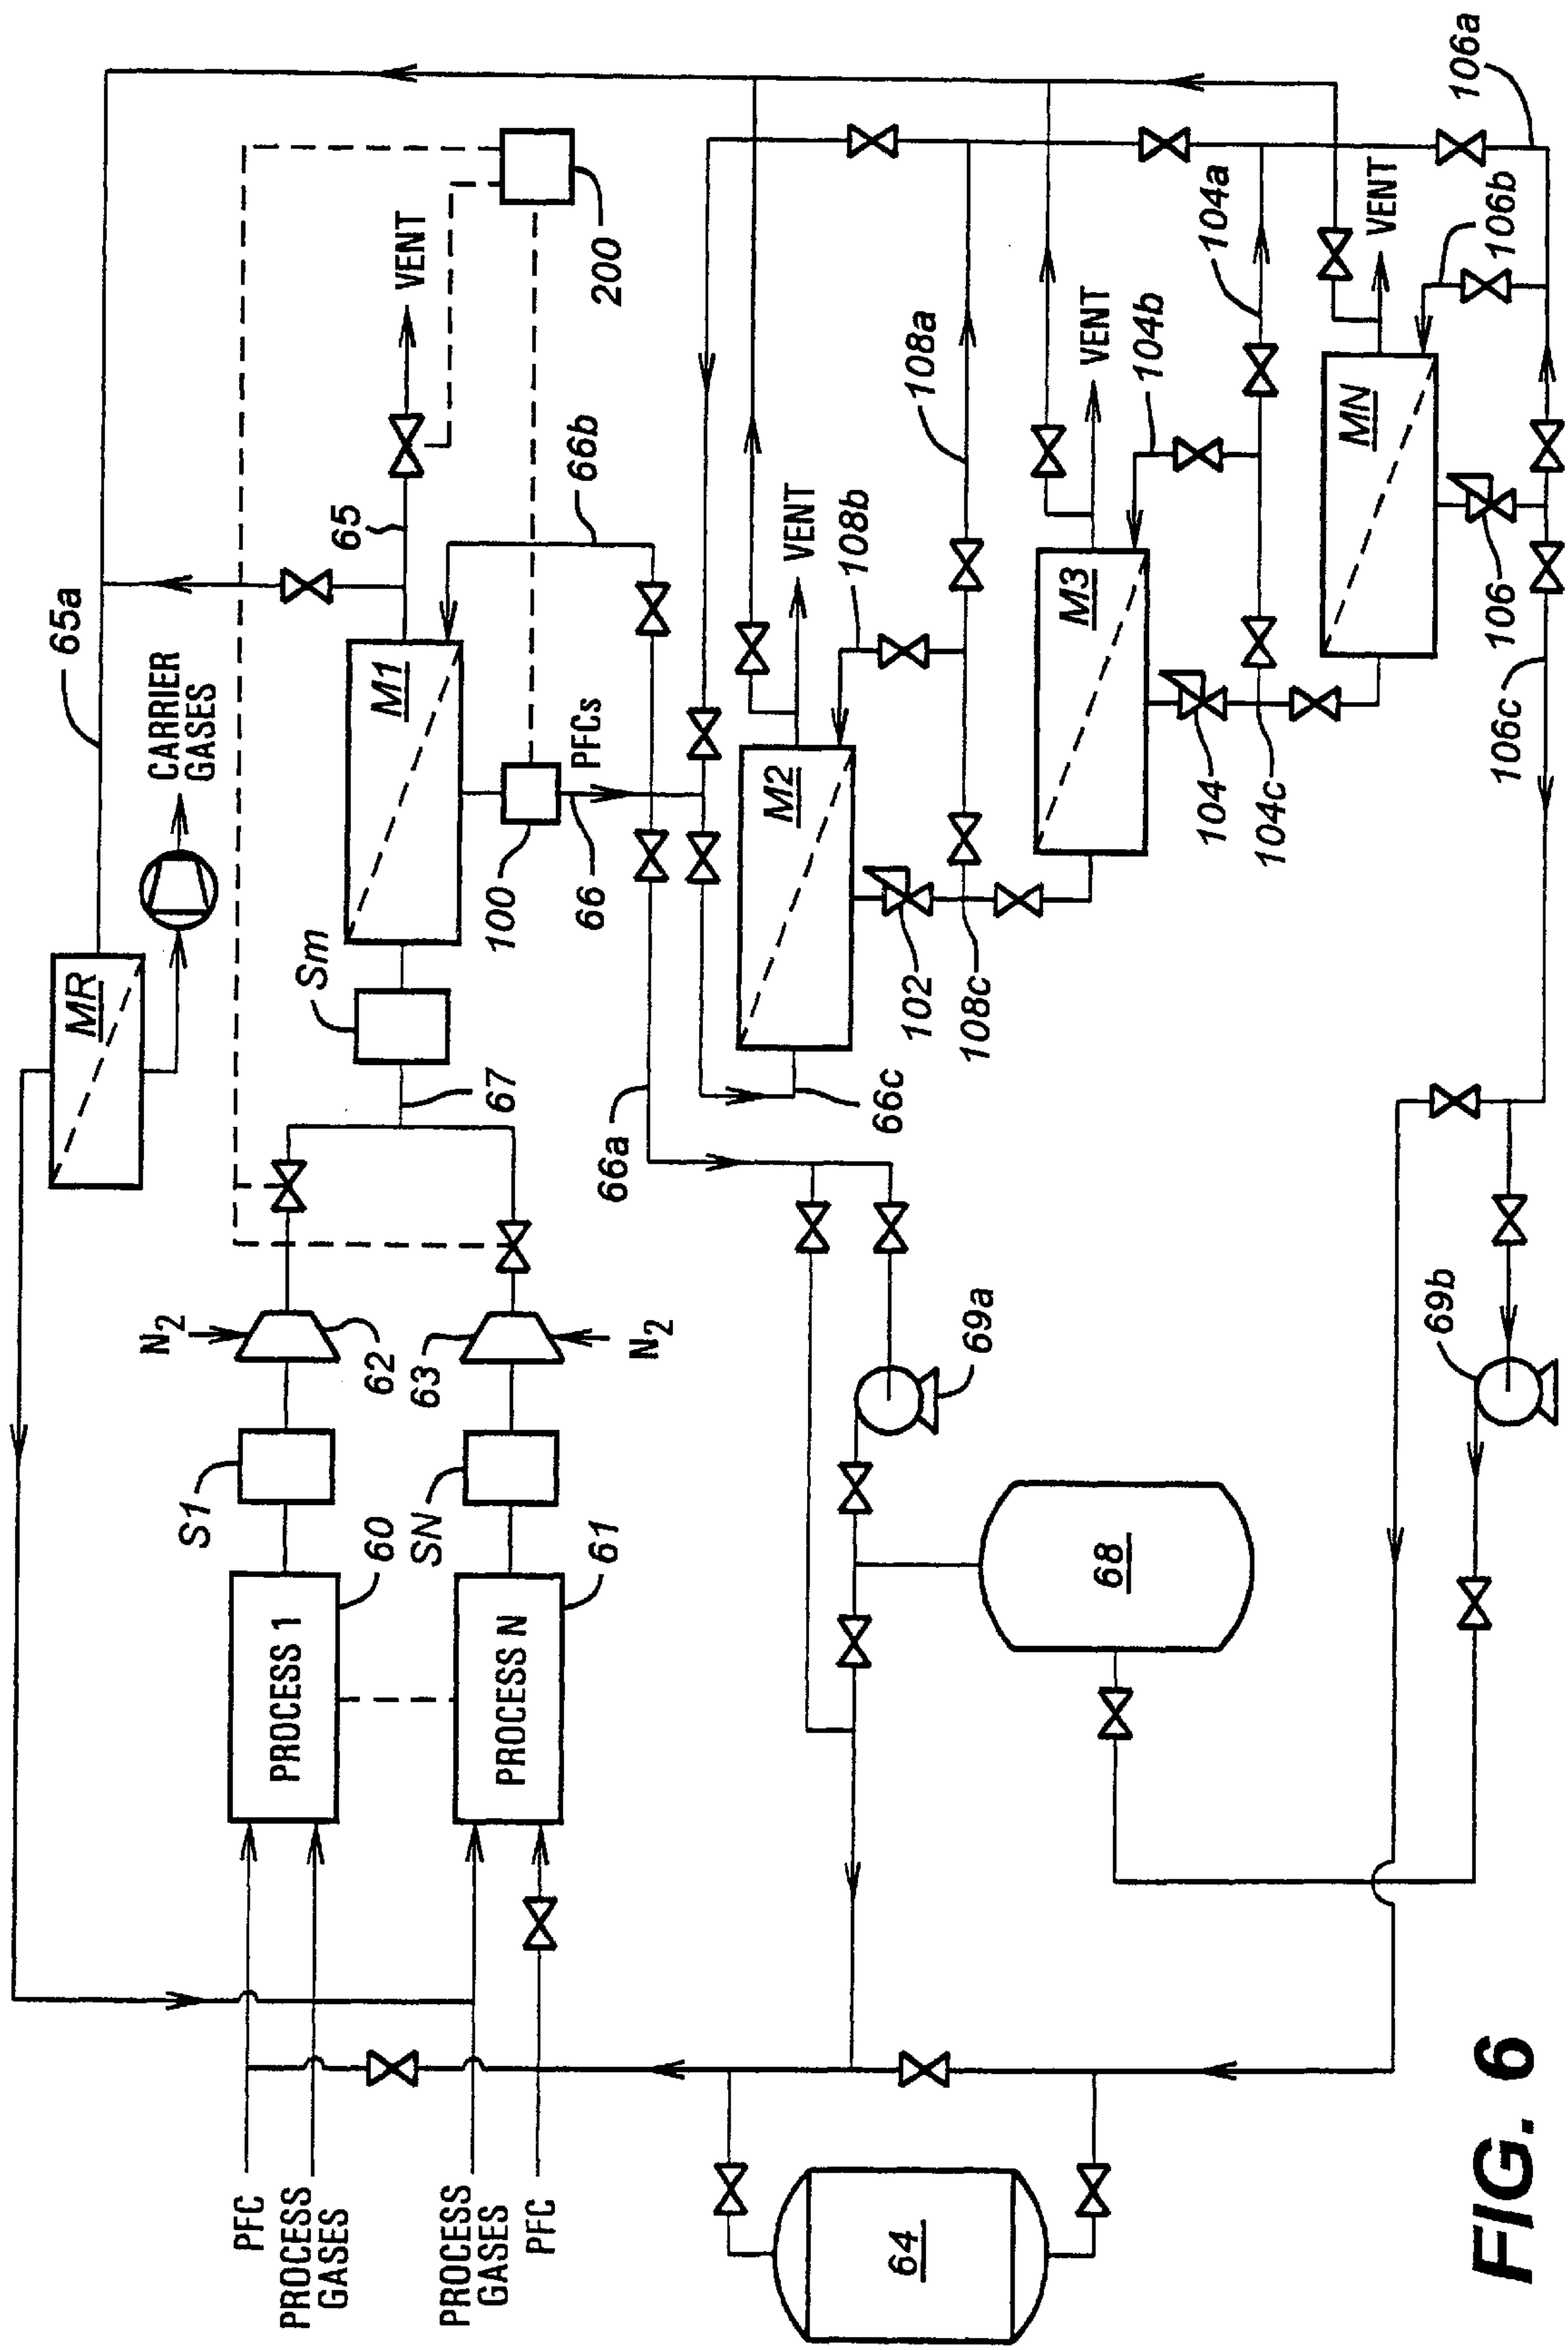 106a
VENT
106b
104a
200
VENT
104b
108a
MN
66b
65
VENT
108b
M3
106
65a
CARRIER
GASES
M1
PFCs
M2
104
104c
106c
66
100
102
108c
MR
Sm
67
66c
66a
N2
62
63
N2
69a
69b
S1
SN
60
61
68
PROCESS 1
PROCESS N
PFC
PROCESS
GASES
PROCESS
GASES
PFC
64
FIG. 6